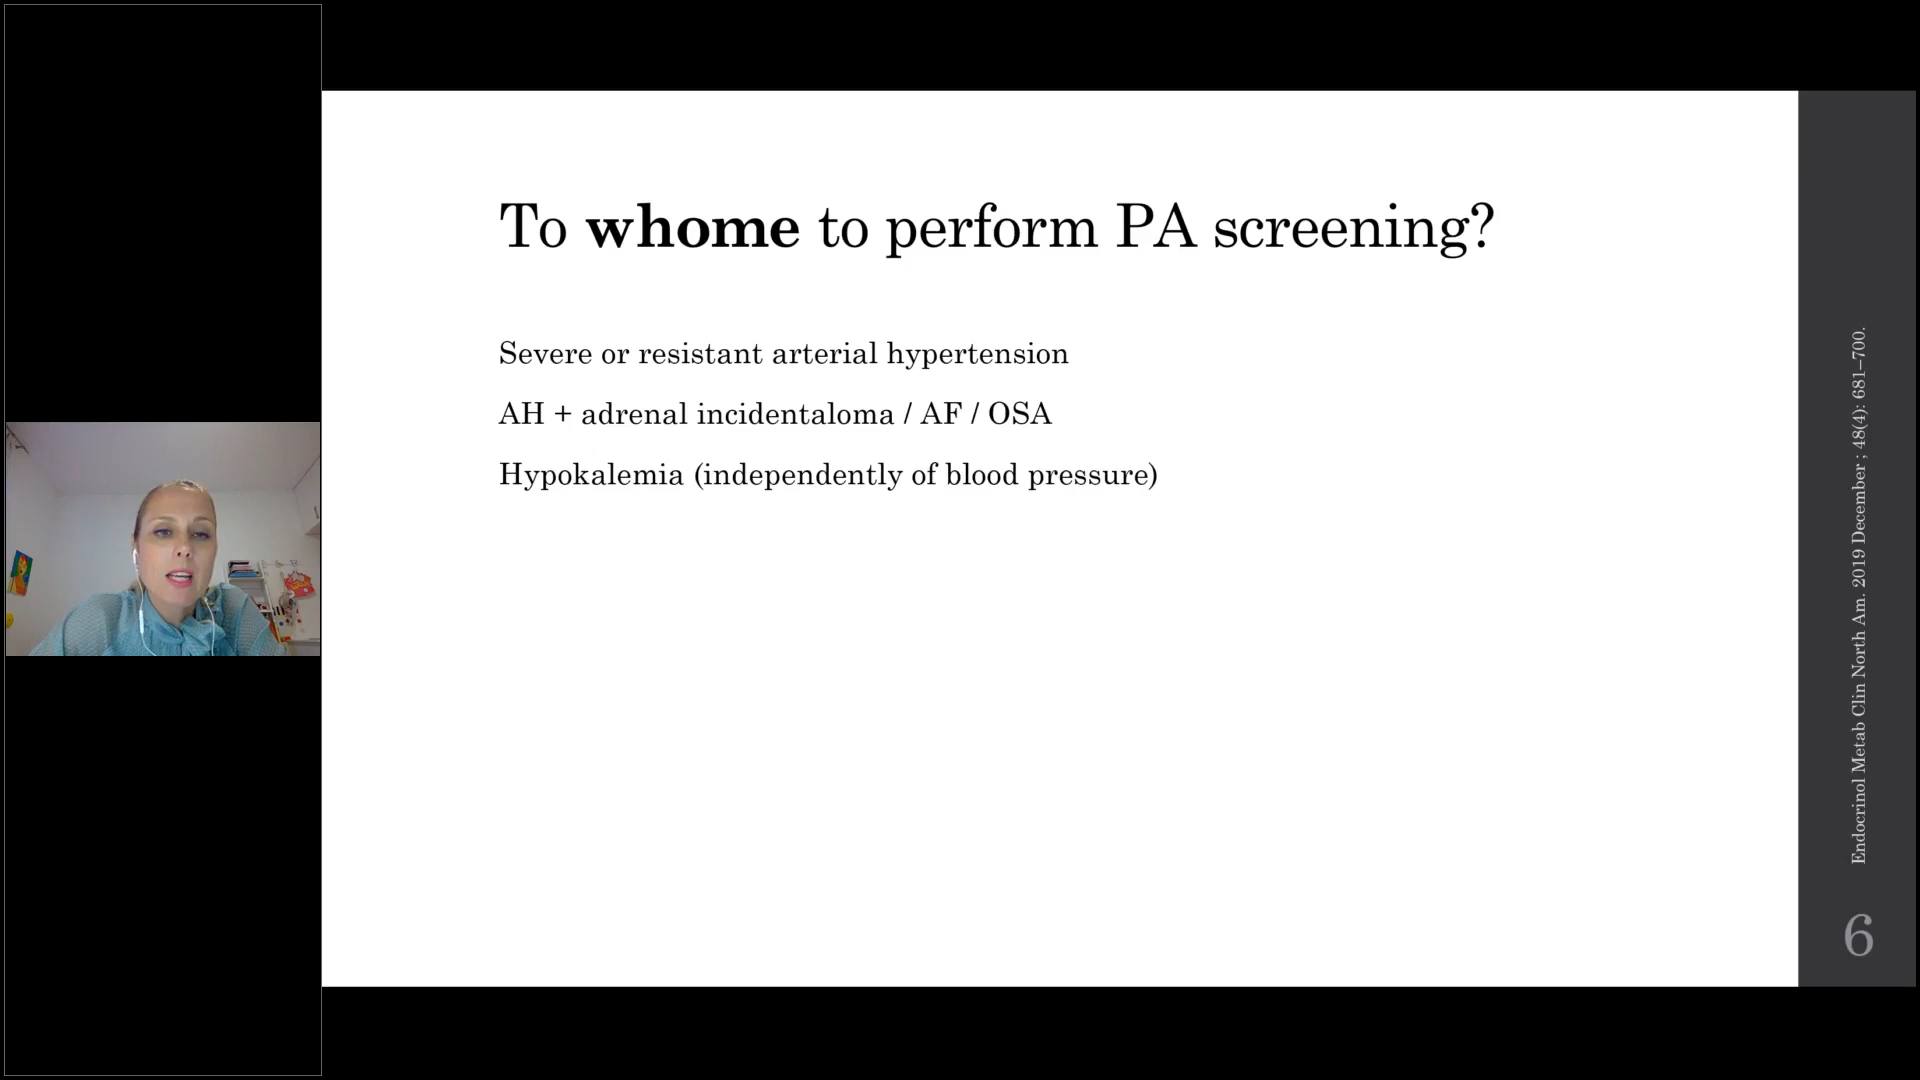 To whome to perform PA screening?
Severe or resistant arterial hypertension
AH + adrenal incidentaloma / AF / OSA
Hypokalemia (independently of blood pressure)
Endocrinol Metab Clin North Am. 2019 December ; 48(4): 681–700.
6